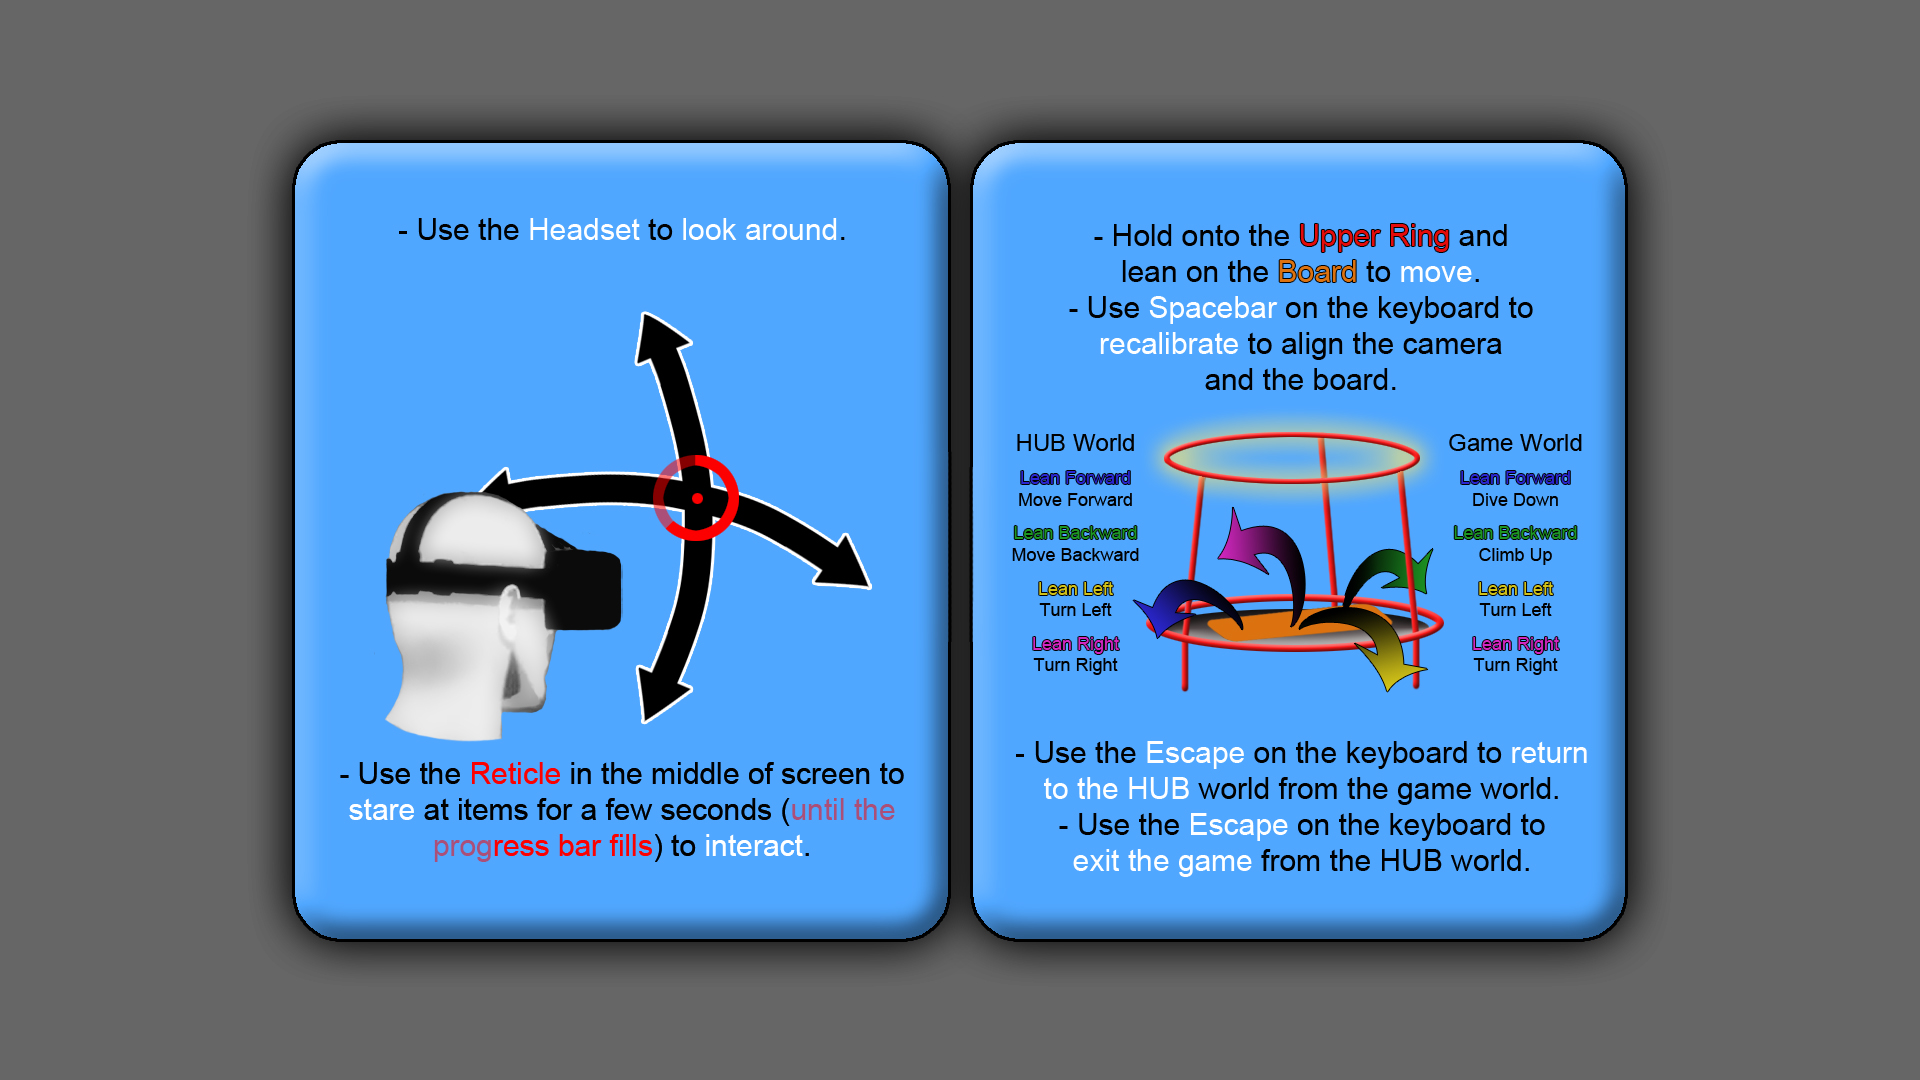 - Use the Headset to look around.
- Use the Reticle in the middle of screen to
stare at items for a few seconds (until the
progress bar fills) to interact.
- Hold onto the Upper Ring and
lean on the Board to move.
- Use Spacebar on the keyboard to
recalibrate to align the camera
and the board.
HUB World
Lean Forward
Move Forward
Lean Backward
Move Backward
Lean Left
Turn Left
Lean Right
Turn Right
Game World
Lean Forward
Dive Down
Lean Backward
Climb Up
Lean Left
Turn Left
Lean Right
Turn Right
- Use the Escape on the keyboard to return
to the HUB world from the game world.
- Use the Escape on the keyboard to
exit the game from the HUB world.